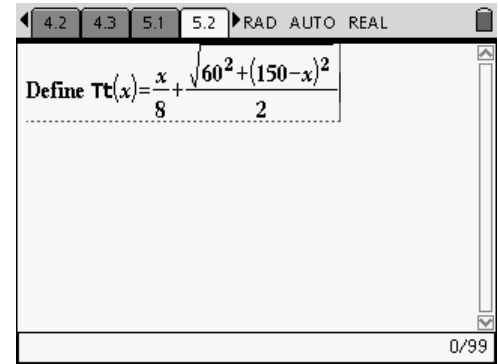 4.2 4.3 5.1 5.2 RAD AUTO REAL
Define Tt(x)=x/8+√(60²+(150-x)²)/2
0/99